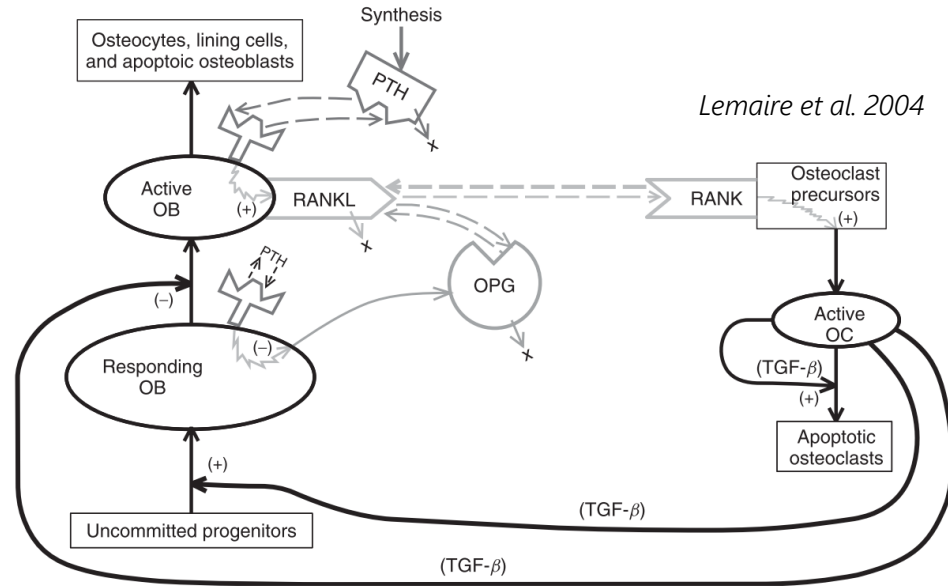 Synthesis
Osteocytes, lining cells,
and apoptoic osteoblasts
PTH
x
Lemaire et al. 2004
Active
OB
(+)
RANKL
x
RANK
Osteoclast
precursors
(+)
PTH
(−)
OPG
x
Responding
OB
(−)
Active
OC
(TGF-β)
(+)
Apoptotic
osteoclasts
(+)
Uncommitted progenitors
(TGF-β)
(TGF-β)